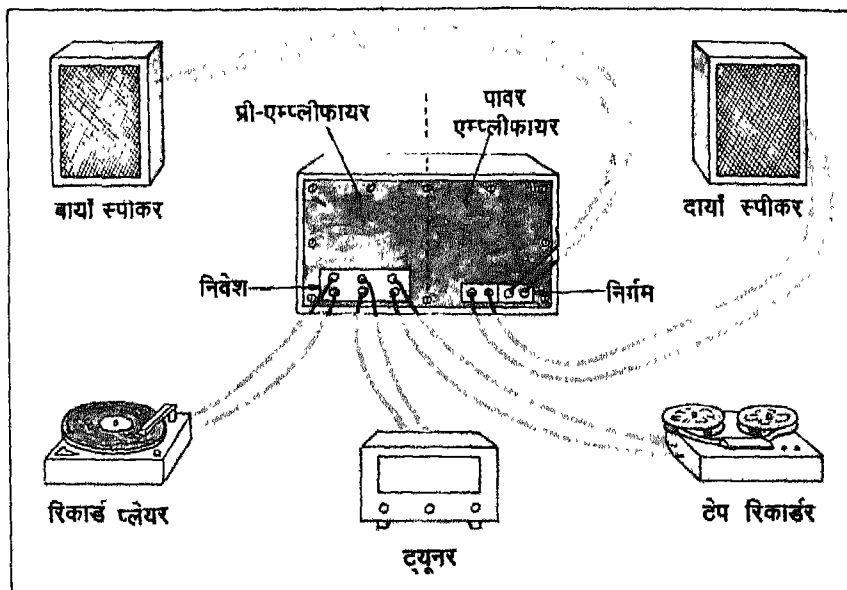 प्री-एम्प्लीफायर
पावर
एम्प्लीफायर
बायाँ स्पीकर
दायाँ स्पीकर
निवेश
निर्गम
रिकार्ड प्लेयर
ट्यूनर
टेप रिकार्डर